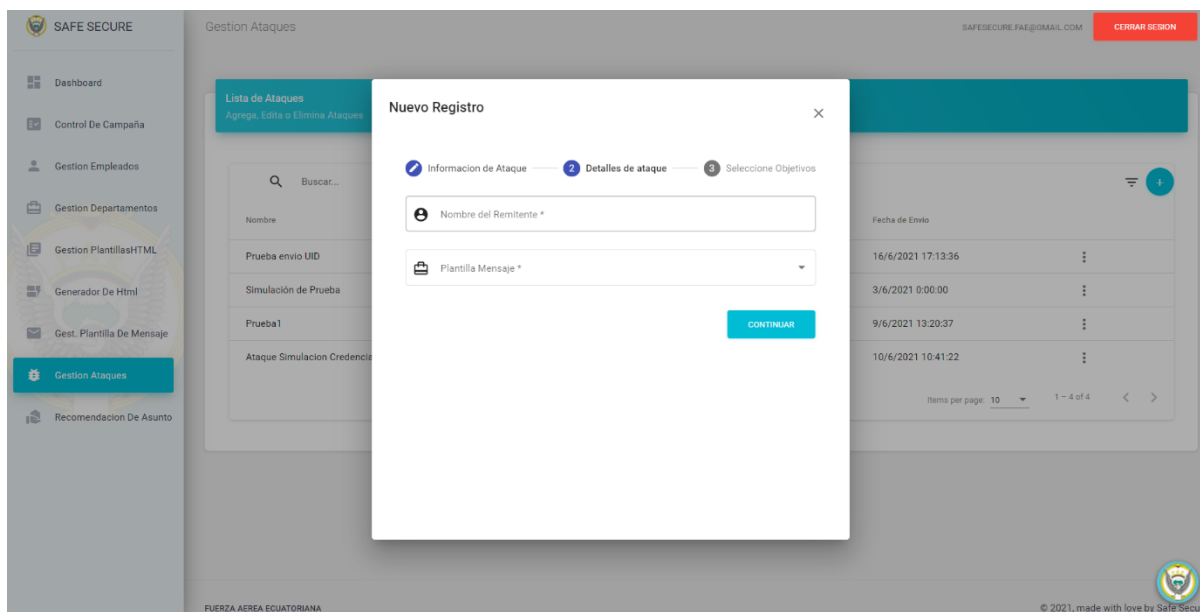 SAFE SECURE
Gestion Ataques
SAFESECURE.FAE@GMAIL.COM
CERRAR SESION
Dashboard
Control De Campaña
Gestion Empleados
Gestion Departamentos
Gestion PlantillasHTML
Generador De Html
Gest. Plantilla De Mensaje
Gestion Ataques
Recomendacion De Asunto
Lista de Ataques
Agrega, Edita o Elimina Ataques
Buscar...
Nombre
Fecha de Envio
Prueba envio UID
16/6/2021 17:13:36
Simulación de Prueba
3/6/2021 0:00:00
Prueba1
9/6/2021 13:20:37
Ataque Simulacion Credencia
10/6/2021 10:41:22
Items per page: 10
1 – 4 of 4
Nuevo Registro
Informacion de Ataque
2 Detalles de ataque
3 Seleccione Objetivos
Nombre del Remitente *
Plantilla Mensaje *
CONTINUAR
FUERZA AEREA ECUATORIANA
© 2021, made with love by Safe Secu